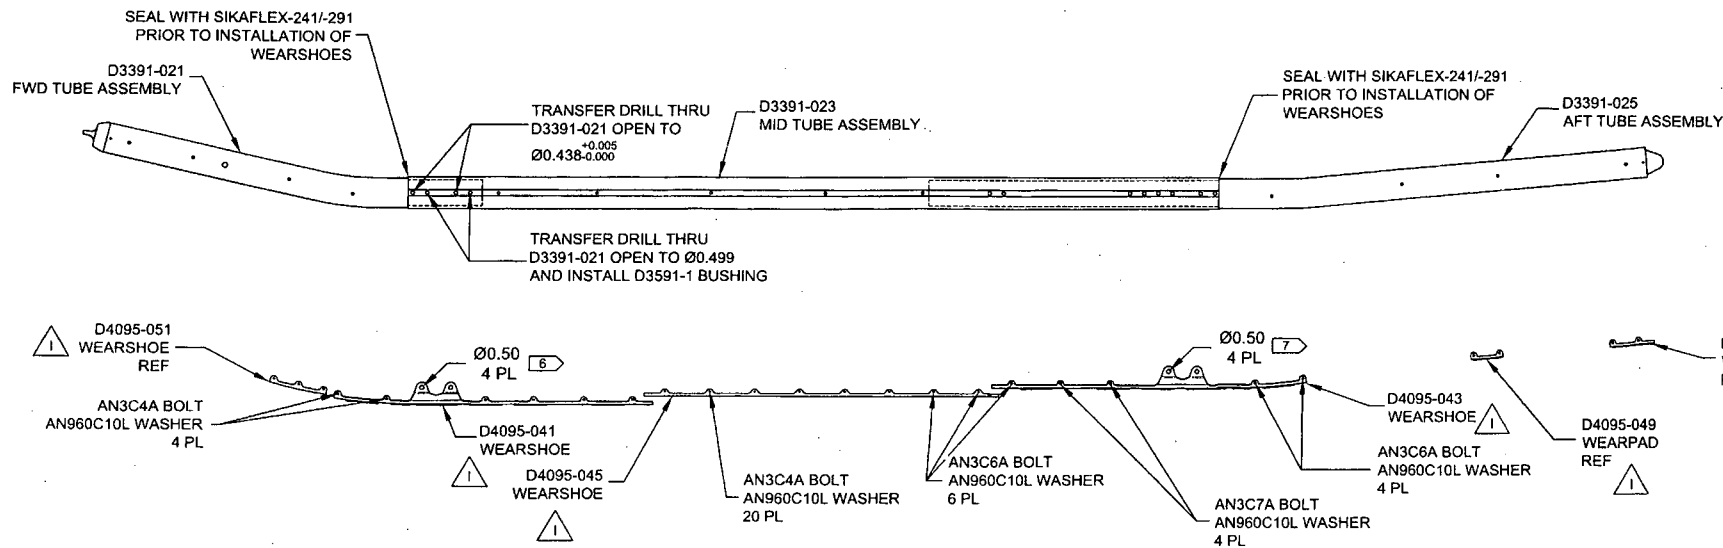 SEAL WITH SIKAFLEX-241/-291
PRIOR TO INSTALLATION OF
WEARSHOES
D3391-021
FWD TUBE ASSEMBLY
TRANSFER DRILL THRU
D3391-021 OPEN TO
Ø0.438+0.005
-0.000
D3391-023
MID TUBE ASSEMBLY
SEAL WITH SIKAFLEX-241/-291
PRIOR TO INSTALLATION OF
WEARSHOES
D3391-025
AFT TUBE ASSEMBLY
TRANSFER DRILL THRU
D3391-021 OPEN TO Ø0.499
AND INSTALL D3591-1 BUSHING
D4095-051
WEARSHOE
REF
1
Ø0.50
4 PL
6
AN3C4A BOLT
AN960C10L WASHER
4 PL
D4095-041
WEARSHOE
1
D4095-045
WEARSHOE
1
AN3C4A BOLT
AN960C10L WASHER
20 PL
AN3C6A BOLT
AN960C10L WASHER
6 PL
Ø0.50
4 PL
7
AN3C7A BOLT
AN960C10L WASHER
4 PL
D4095-043
WEARSHOE
1
AN3C6A BOLT
AN960C10L WASHER
4 PL
D4095-049
WEARPAD
REF
1